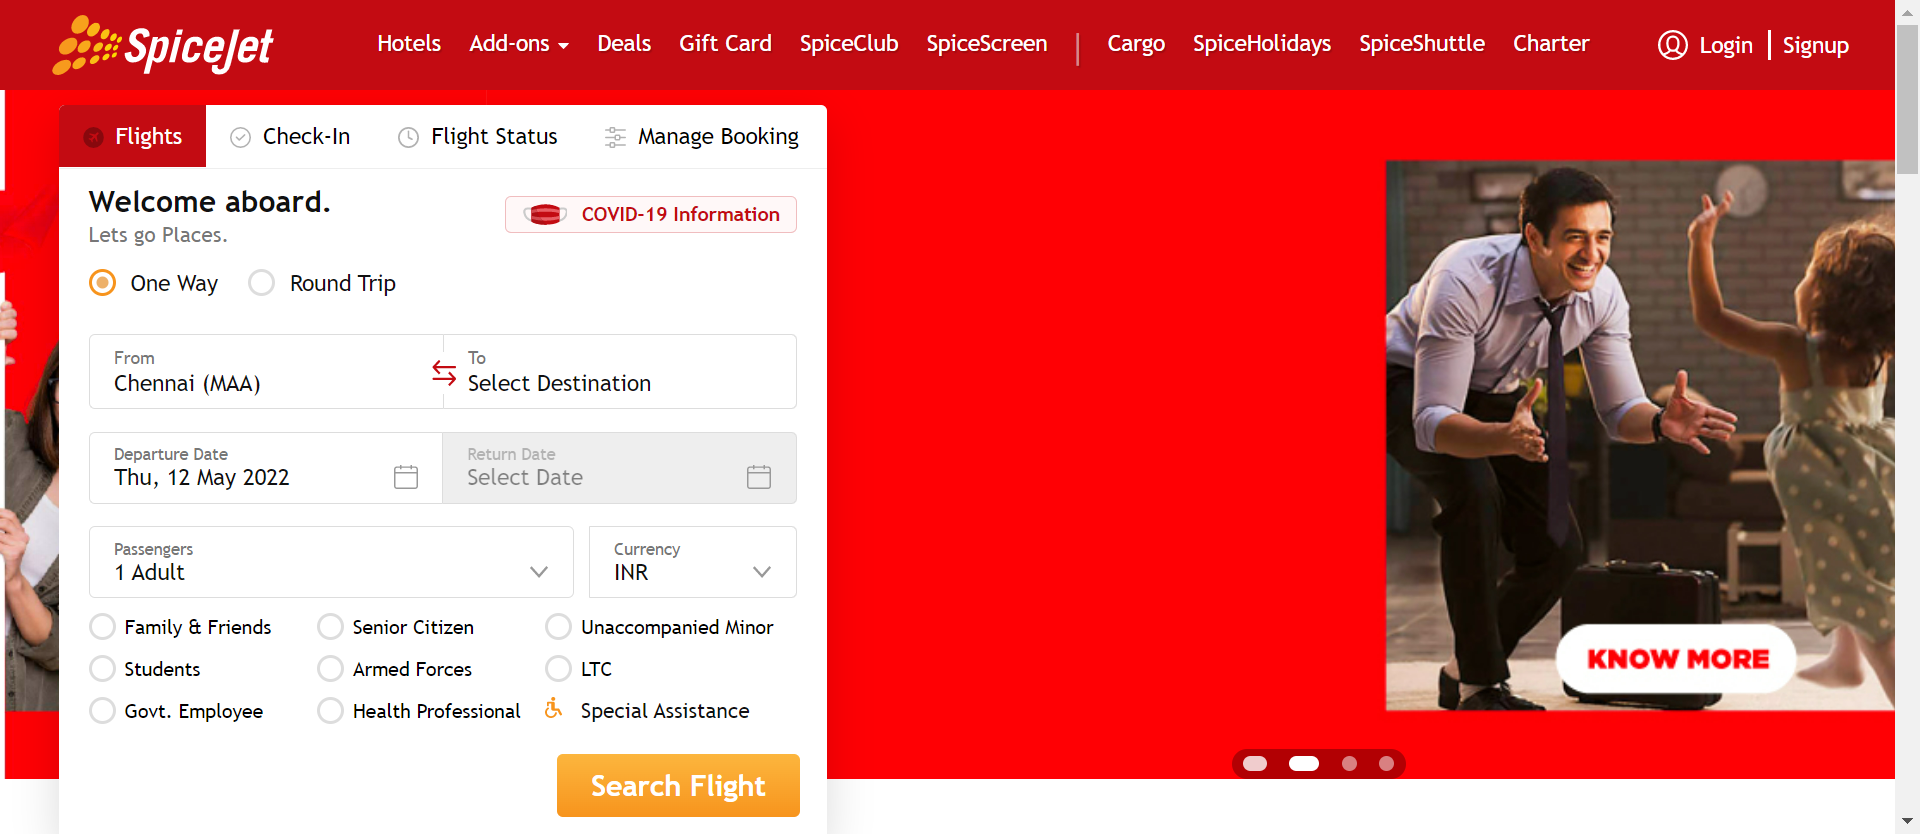 SpiceJet
Hotels Add-ons Deals Gift Card SpiceClub SpiceScreen | Cargo SpiceHolidays SpiceShuttle Charter Login | Signup
Flights Check-In Flight Status Manage Booking
Welcome aboard.
Lets go Places.
COVID-19 Information
One Way Round Trip
From
Chennai (MAA)
To
Select Destination
Departure Date
Thu, 12 May 2022
Return Date
Select Date
Passengers
1 Adult
Currency
INR
Family & Friends Senior Citizen Unaccompanied Minor
Students Armed Forces LTC
Govt. Employee Health Professional Special Assistance
Search Flight
KNOW MORE